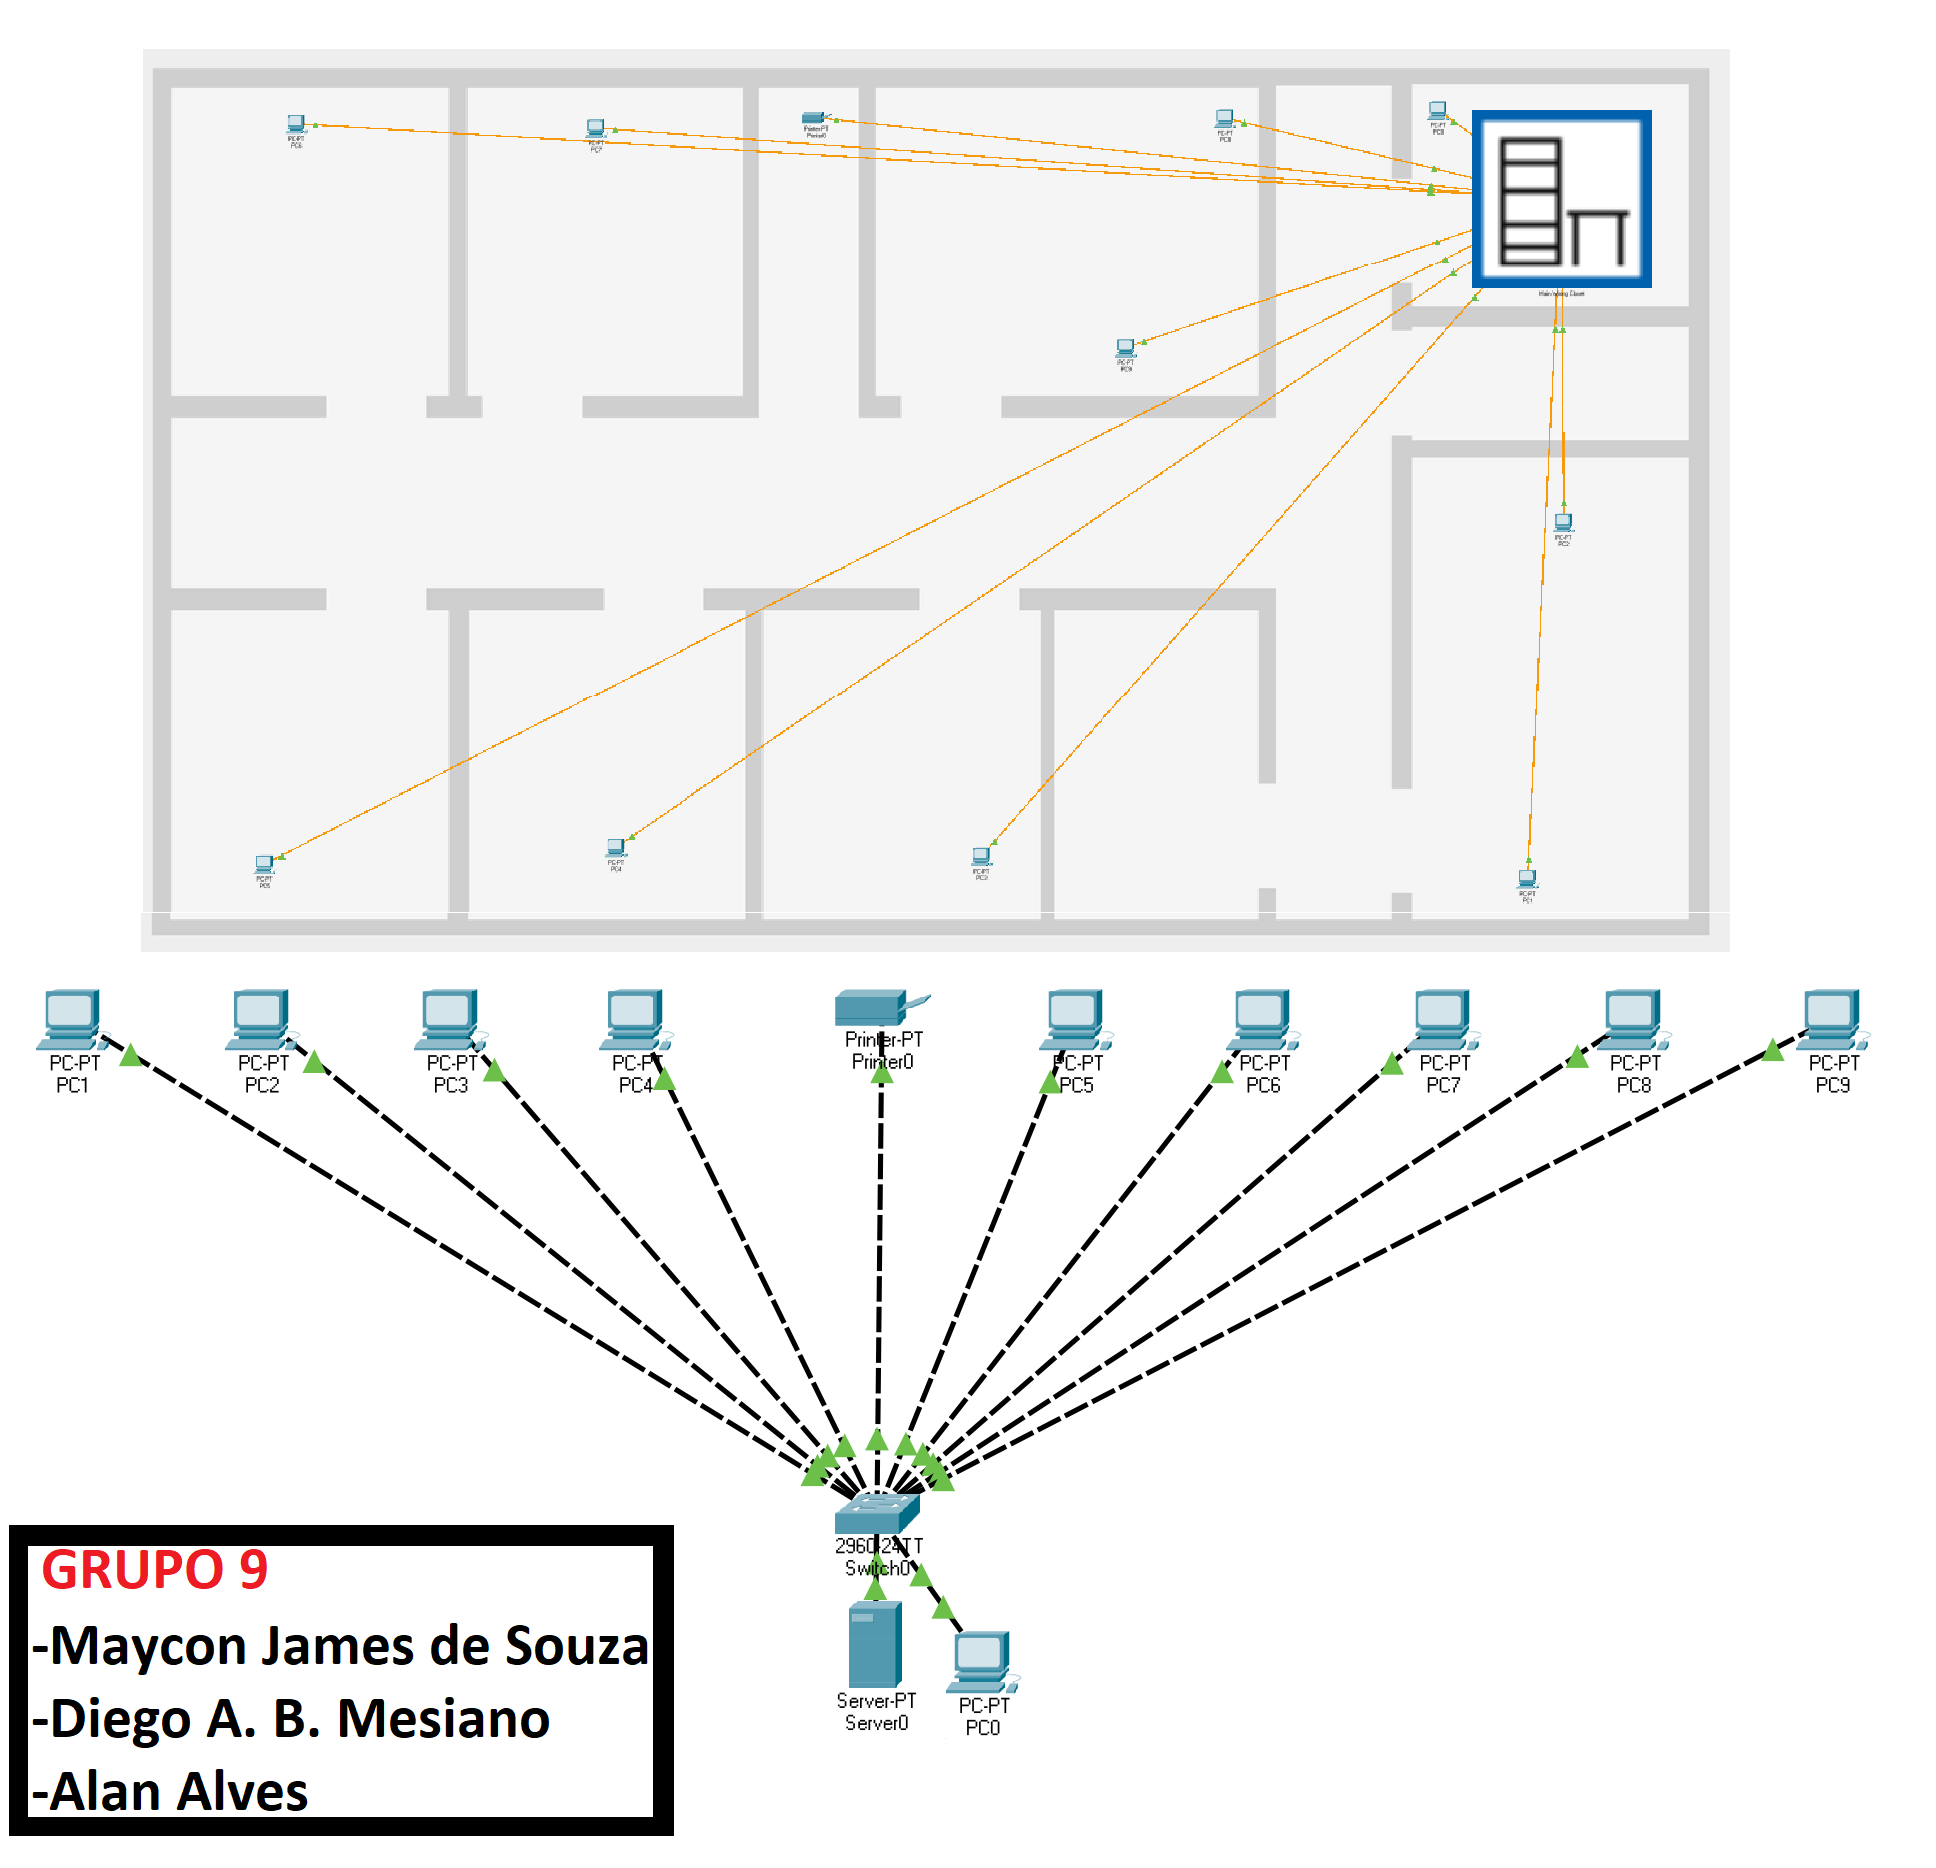 PC-PT
PC6
PC-PT
PC7
Printer-PT
Printer0
PC-PT
PC8
PC-PT
PC0
Main Wiring Closet
PC-PT
PC9
PC-PT
PC2
PC-PT
PC5
PC-PT
PC4
PC-PT
PC3
PC-PT
PC1
PC-PT
PC1
PC-PT
PC2
PC-PT
PC3
PC-PT
PC4
Printer-PT
Printer0
PC-PT
PC5
PC-PT
PC6
PC-PT
PC7
PC-PT
PC8
PC-PT
PC9
2960-24TT
Switch0
Server-PT
Server0
PC-PT
PC0
GRUPO 9
-Maycon James de Souza
-Diego A. B. Mesiano
-Alan Alves